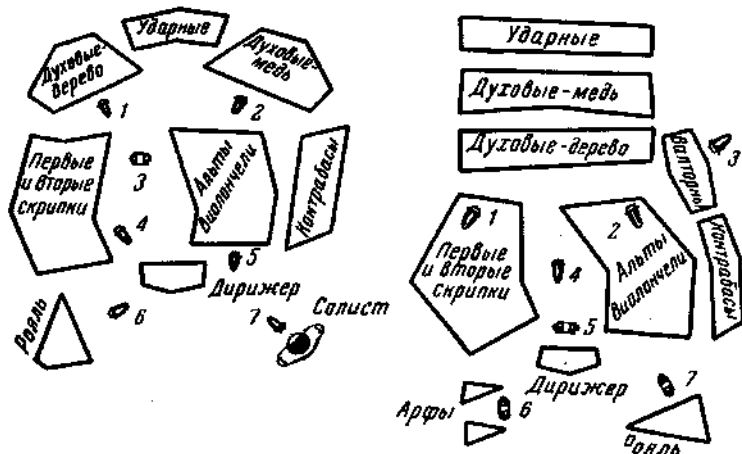 Ударные
Духовые-
дерево
Духовые-
медь
1
2
Первые
и вторые
скрипки
3
Альты
Виолончели
Контрабасы
4
5
Дирижер
Рояль
6
7
Солист
Ударные
Духовые-медь
Духовые-дерево
Валторны
3
1
Первые
и вторые
скрипки
2
Альты
Виолончели
Контрабасы
4
5
Дирижер
Арфы
6
7
Рояль